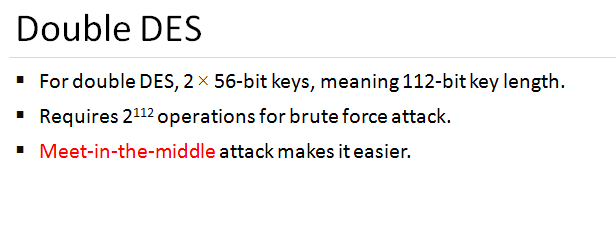 Double DES
▪ For double DES, 2 × 56-bit keys, meaning 112-bit key length.
▪ Requires 2¹¹² operations for brute force attack.
▪ Meet-in-the-middle attack makes it easier.